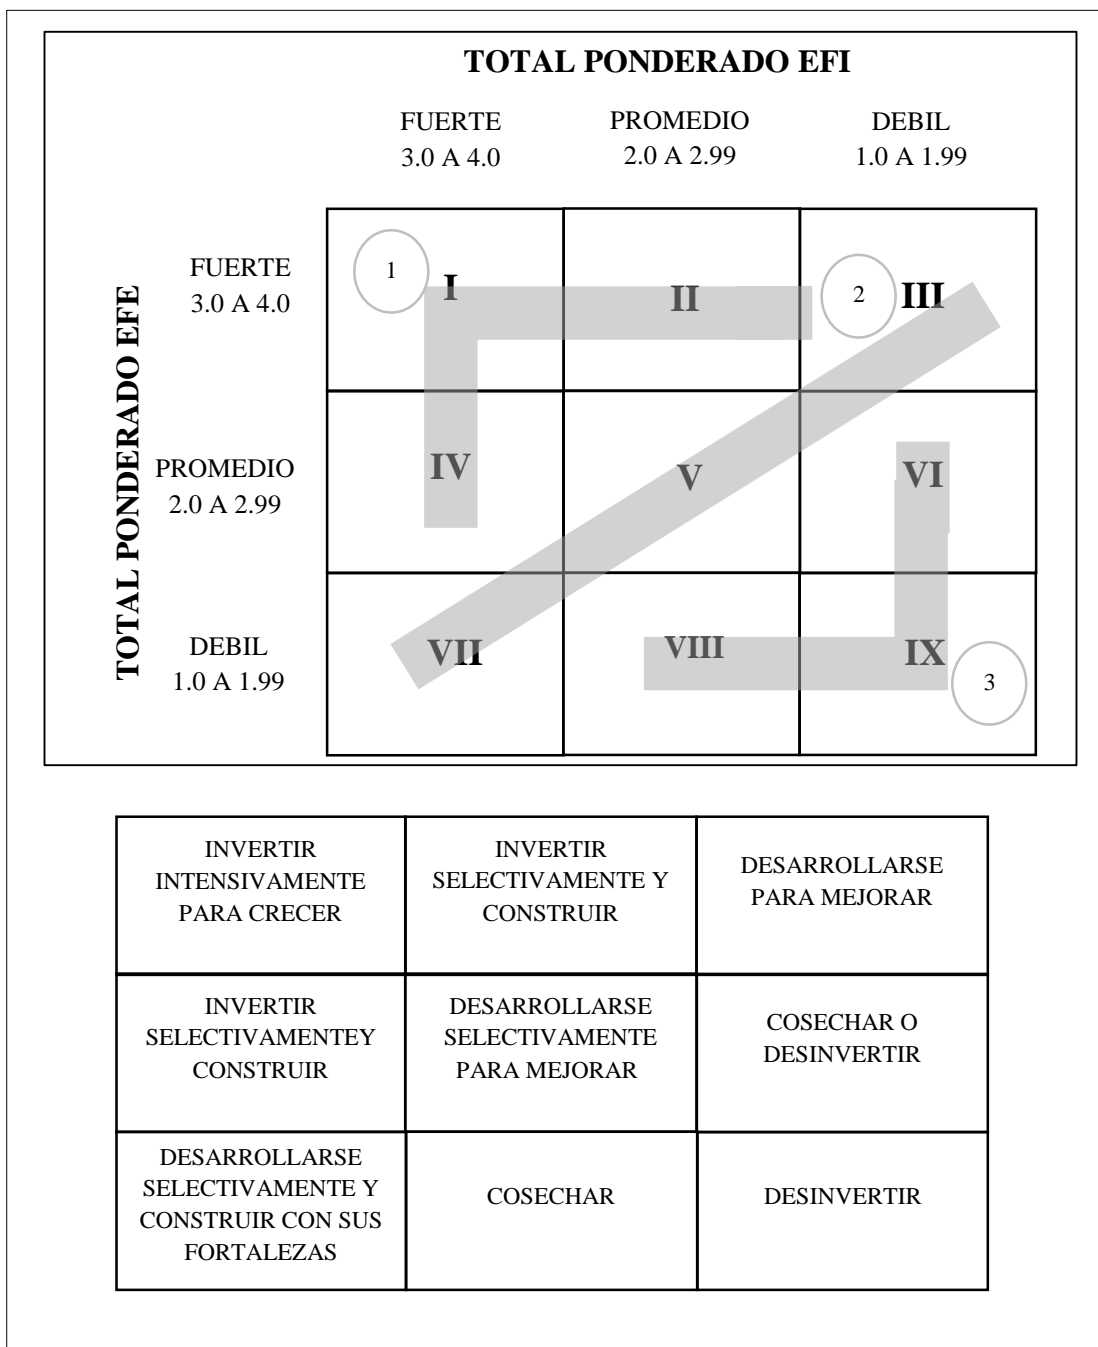 TOTAL PONDERADO EFI
FUERTE
3.0 A 4.0
PROMEDIO
2.0 A 2.99
DEBIL
1.0 A 1.99
TOTAL PONDERADO EFE
FUERTE
3.0 A 4.0
1
I
II
2
III
PROMEDIO
2.0 A 2.99
IV
V
VI
DEBIL
1.0 A 1.99
VII
VIII
IX
3
INVERTIR
INTENSIVAMENTE
PARA CRECER
INVERTIR
SELECTIVAMENTE Y
CONSTRUIR
DESARROLLARSE
PARA MEJORAR
INVERTIR
SELECTIVAMENTEY
CONSTRUIR
DESARROLLARSE
SELECTIVAMENTE
PARA MEJORAR
COSECHAR O
DESINVERTIR
DESARROLLARSE
SELECTIVAMENTE Y
CONSTRUIR CON SUS
FORTALEZAS
COSECHAR
DESINVERTIR